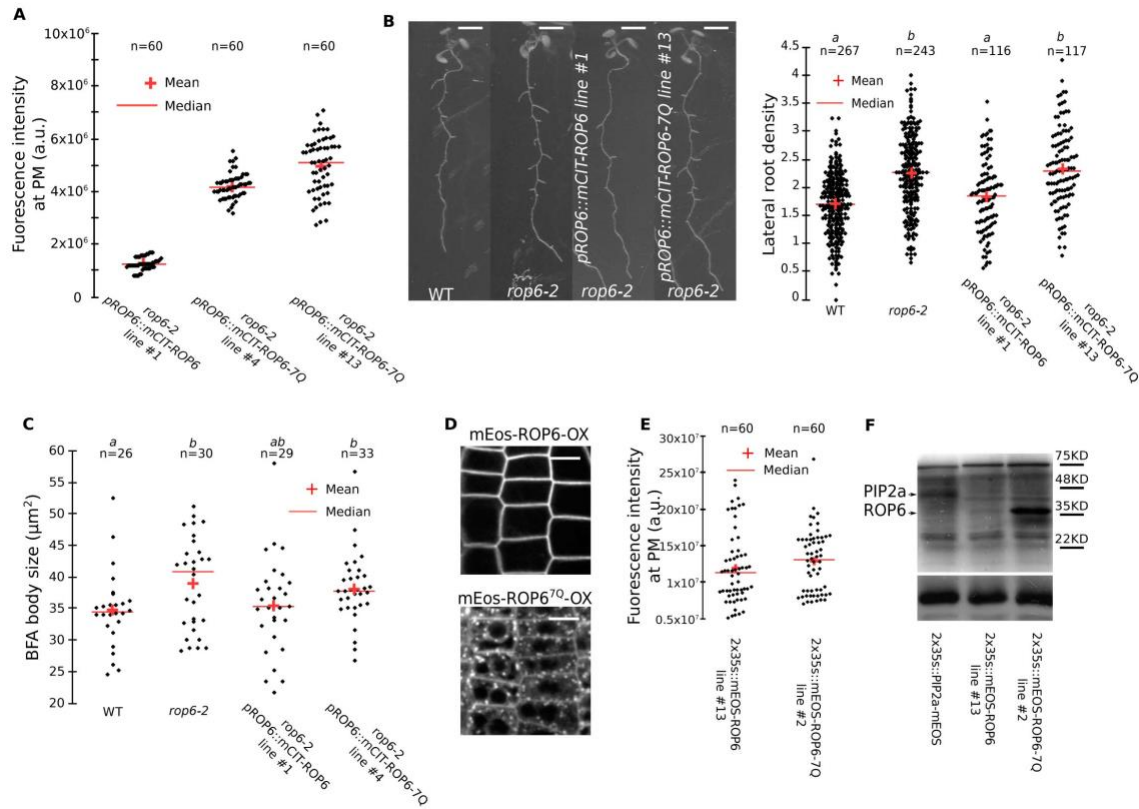 A
Fuorescence intensity
at PM (a.u.)
10x10⁶
8x10⁶
6x10⁶
4x10⁶
2x10⁶
0
n=60
n=60
n=60
Mean
Median
rop6-2
pROP6::mCIT-ROP6
line #1
rop6-2
pROP6::mCIT-ROP6-7Q
line #4
rop6-2
pROP6::mCIT-ROP6-7Q
line #13
B
pROP6::mCIT-ROP6 line #1
pROP6::mCIT-ROP6-7Q line #13
WT
rop6-2
rop6-2
rop6-2
Lateral root density
4.5
4
3.5
3
2.5
2
1.5
1
0.5
0
a
n=267
b
n=243
a
n=116
b
n=117
Mean
Median
WT
rop6-2
rop6-2
pROP6::mCIT-ROP6
line #1
rop6-2
pROP6::mCIT-ROP6-7Q
line #13
C
BFA body size (µm²)
60
55
50
45
40
35
30
25
20
a
n=26
b
n=30
ab
n=29
b
n=33
Mean
Median
WT
rop6-2
rop6-2
pROP6::mCIT-ROP6
line #1
rop6-2
pROP6::mCIT-ROP6-7Q
line #4
D
mEos-ROP6-OX
mEos-ROP6⁷Q-OX
E
Fuorescence intensity
at PM (a.u.)
30x10⁷
20x10⁷
15x10⁷
1x10⁷
0.5x10⁷
n=60
n=60
Mean
Median
2x35s::mEOS-ROP6
line #13
2x35s::mEOS-ROP6-7Q
line #2
F
PIP2a
ROP6
75KD
48KD
35KD
22KD
2x35s::PIP2a-mEOS
2x35s::mEOS-ROP6
line #13
2x35s::mEOS-ROP6-7Q
line #2